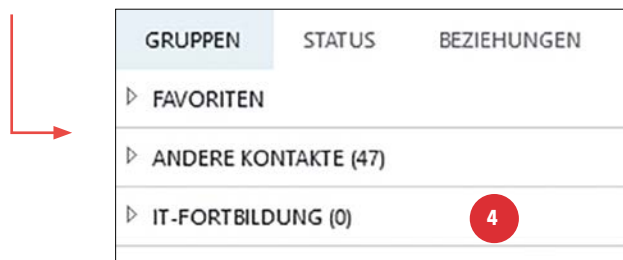 GRUPPEN STATUS BEZIEHUNGEN
FAVORITEN
ANDERE KONTAKTE (47)
IT-FORTBILDUNG (0) 4